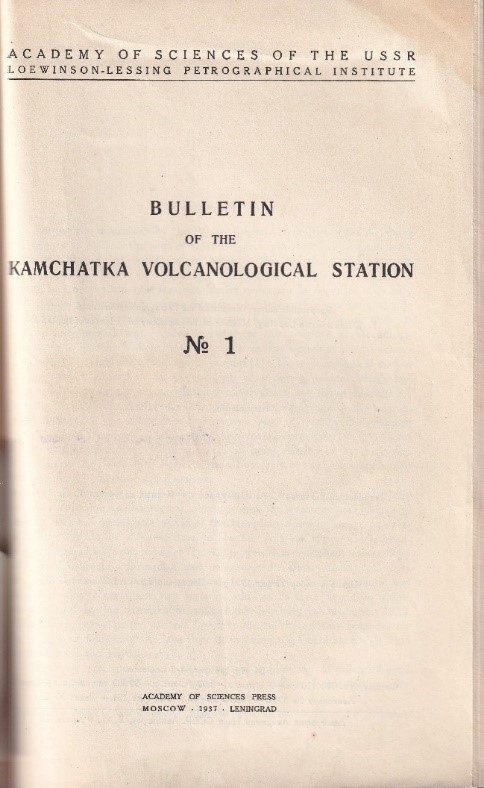 ACADEMY OF SCIENCES OF THE USSR
LOEWINSON-LESSING PETROGRAPHICAL INSTITUTE
BULLETIN
OF THE
KAMCHATKA VOLCANOLOGICAL STATION
№ 1
ACADEMY OF SCIENCES PRESS
MOSCOW · 1937 · LENINGRAD